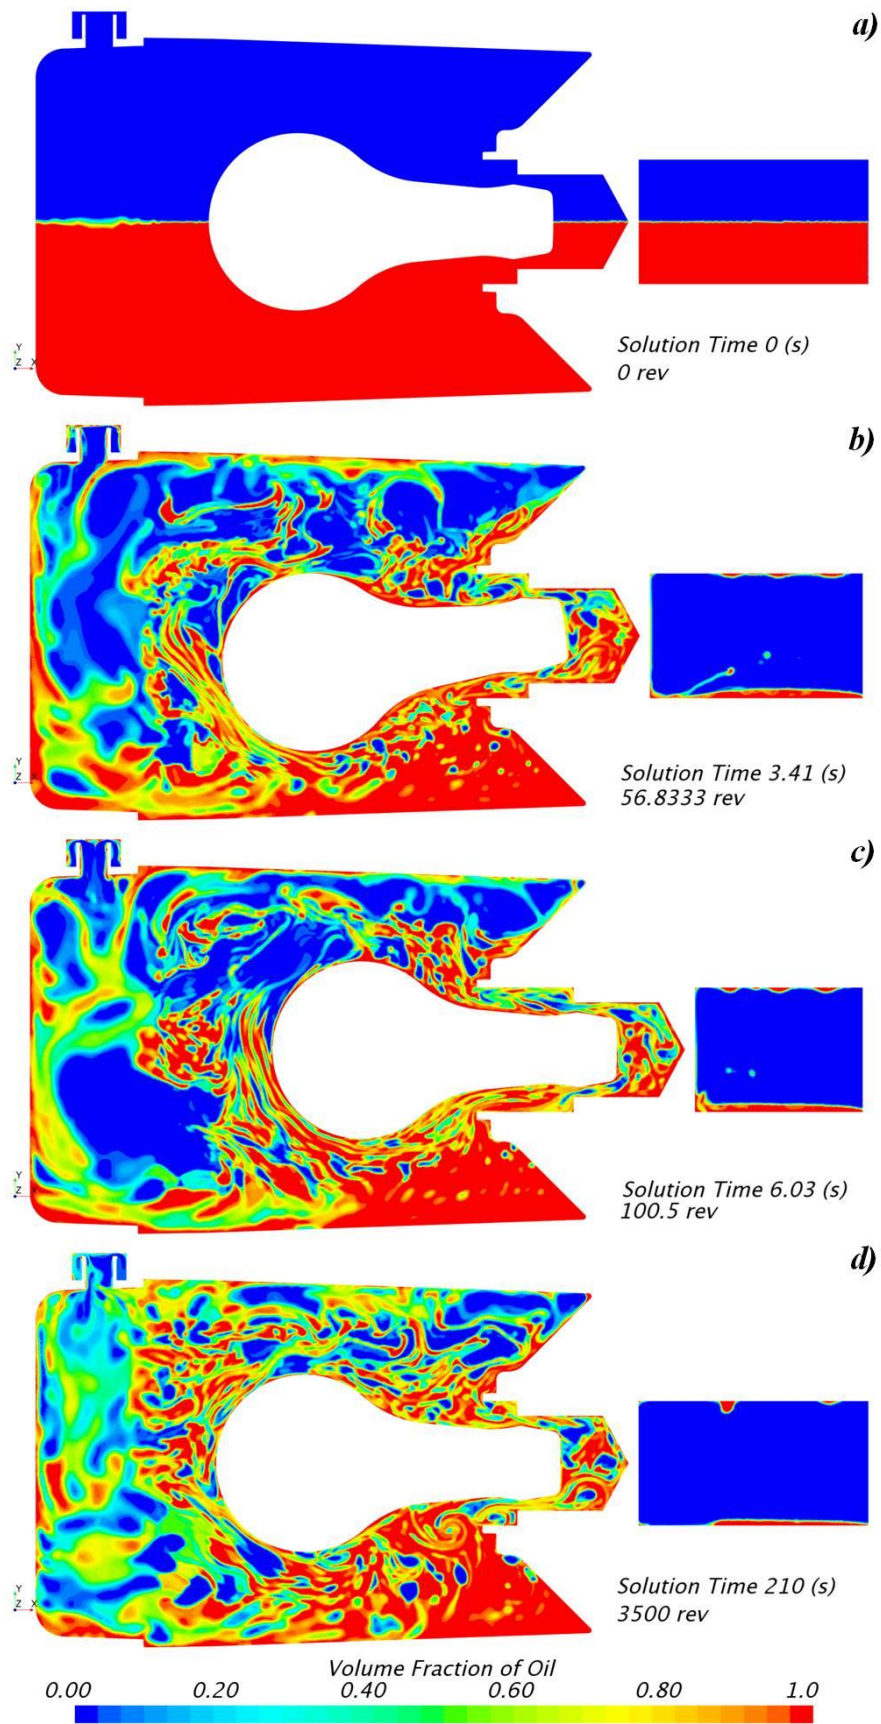 a)
Y
Z X
Solution Time 0 (s)
0 rev
b)
Y
Z X
Solution Time 3.41 (s)
56.8333 rev
c)
Y
Z X
Solution Time 6.03 (s)
100.5 rev
d)
Y
Z X
Solution Time 210 (s)
3500 rev
Volume Fraction of Oil
0.00 0.20 0.40 0.60 0.80 1.0